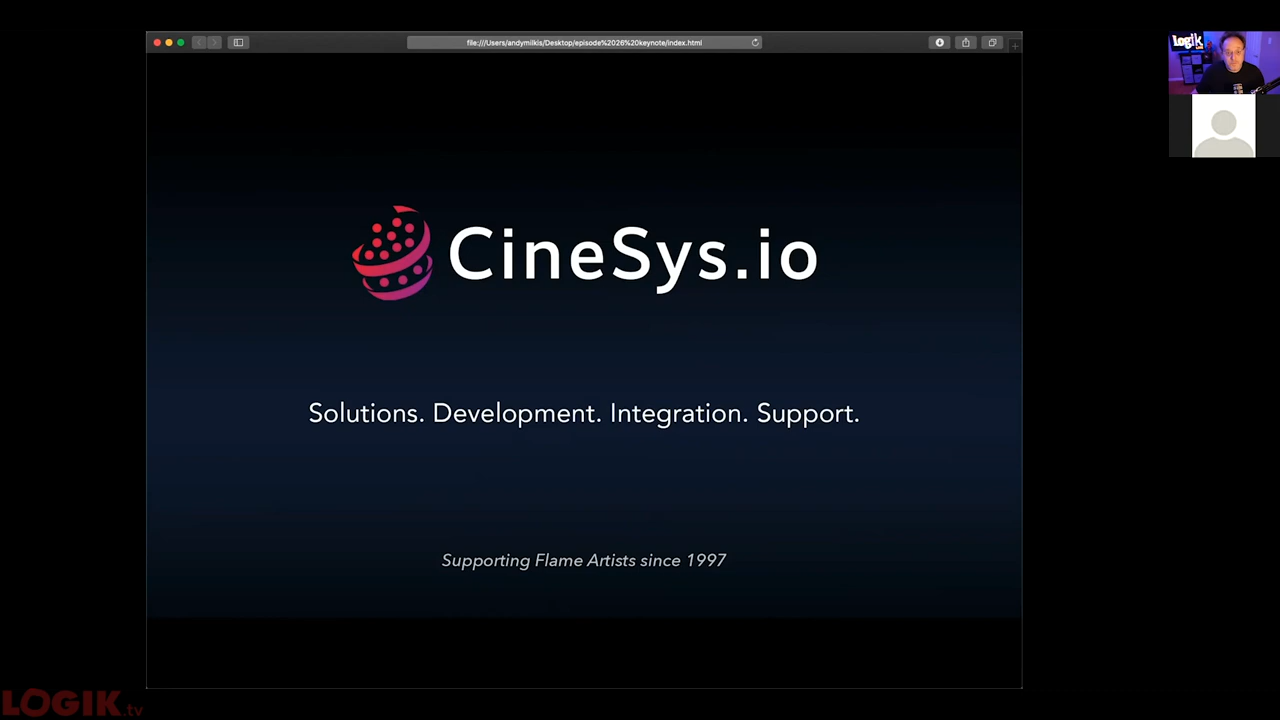 file:///Users/andymilkis/Desktop/episode%2026%20keynote/index.html
Logik
CineSys.io
Solutions. Development. Integration. Support.
Supporting Flame Artists since 1997
LOGIK.tv